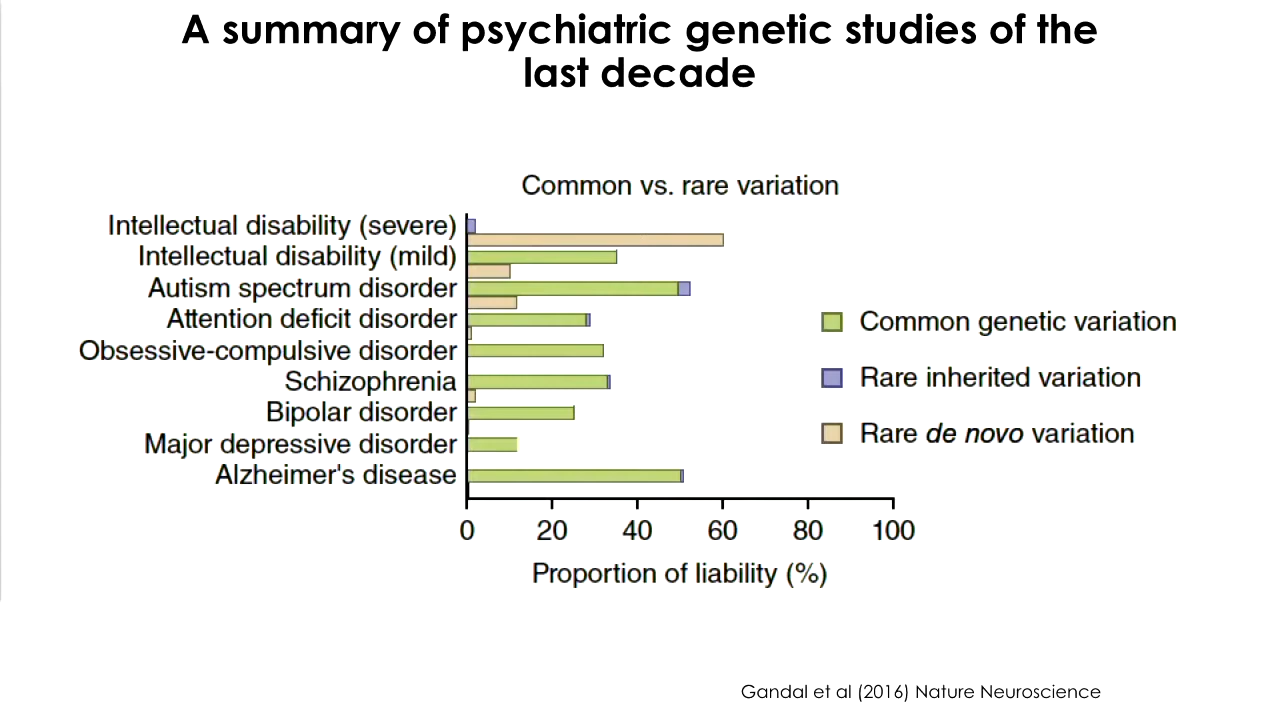 A summary of psychiatric genetic studies of the
last decade
Common vs. rare variation
Intellectual disability (severe)
Intellectual disability (mild)
Autism spectrum disorder
Attention deficit disorder
Obsessive-compulsive disorder
Schizophrenia
Bipolar disorder
Major depressive disorder
Alzheimer's disease
Common genetic variation
Rare inherited variation
Rare de novo variation
0 20 40 60 80 100
Proportion of liability (%)
Gandal et al (2016) Nature Neuroscience